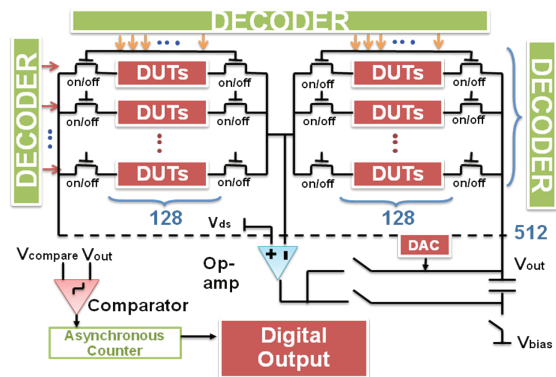 DECODER
DECODER
DECODER
on/off DUTs on/off
on/off DUTs on/off
on/off DUTs on/off
on/off DUTs on/off
on/off DUTs on/off
on/off DUTs on/off
128
128
512
Vds
DAC
Vcompare Vout
Op-
amp
Vout
Comparator
Asynchronous
Counter
Digital
Output
Vbias